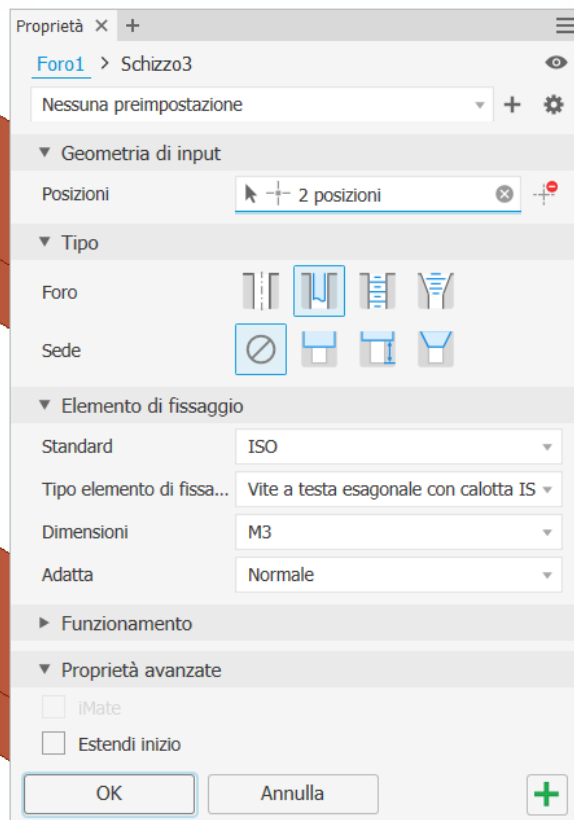 Proprietà
Foro1 > Schizzo3
Nessuna preimpostazione
Geometria di input
Posizioni 2 posizioni
Tipo
Foro
Sede
Elemento di fissaggio
Standard ISO
Tipo elemento di fissa... Vite a testa esagonale con calotta IS
Dimensioni M3
Adatta Normale
Funzionamento
Proprietà avanzate
iMate
Estendi inizio
OK Annulla